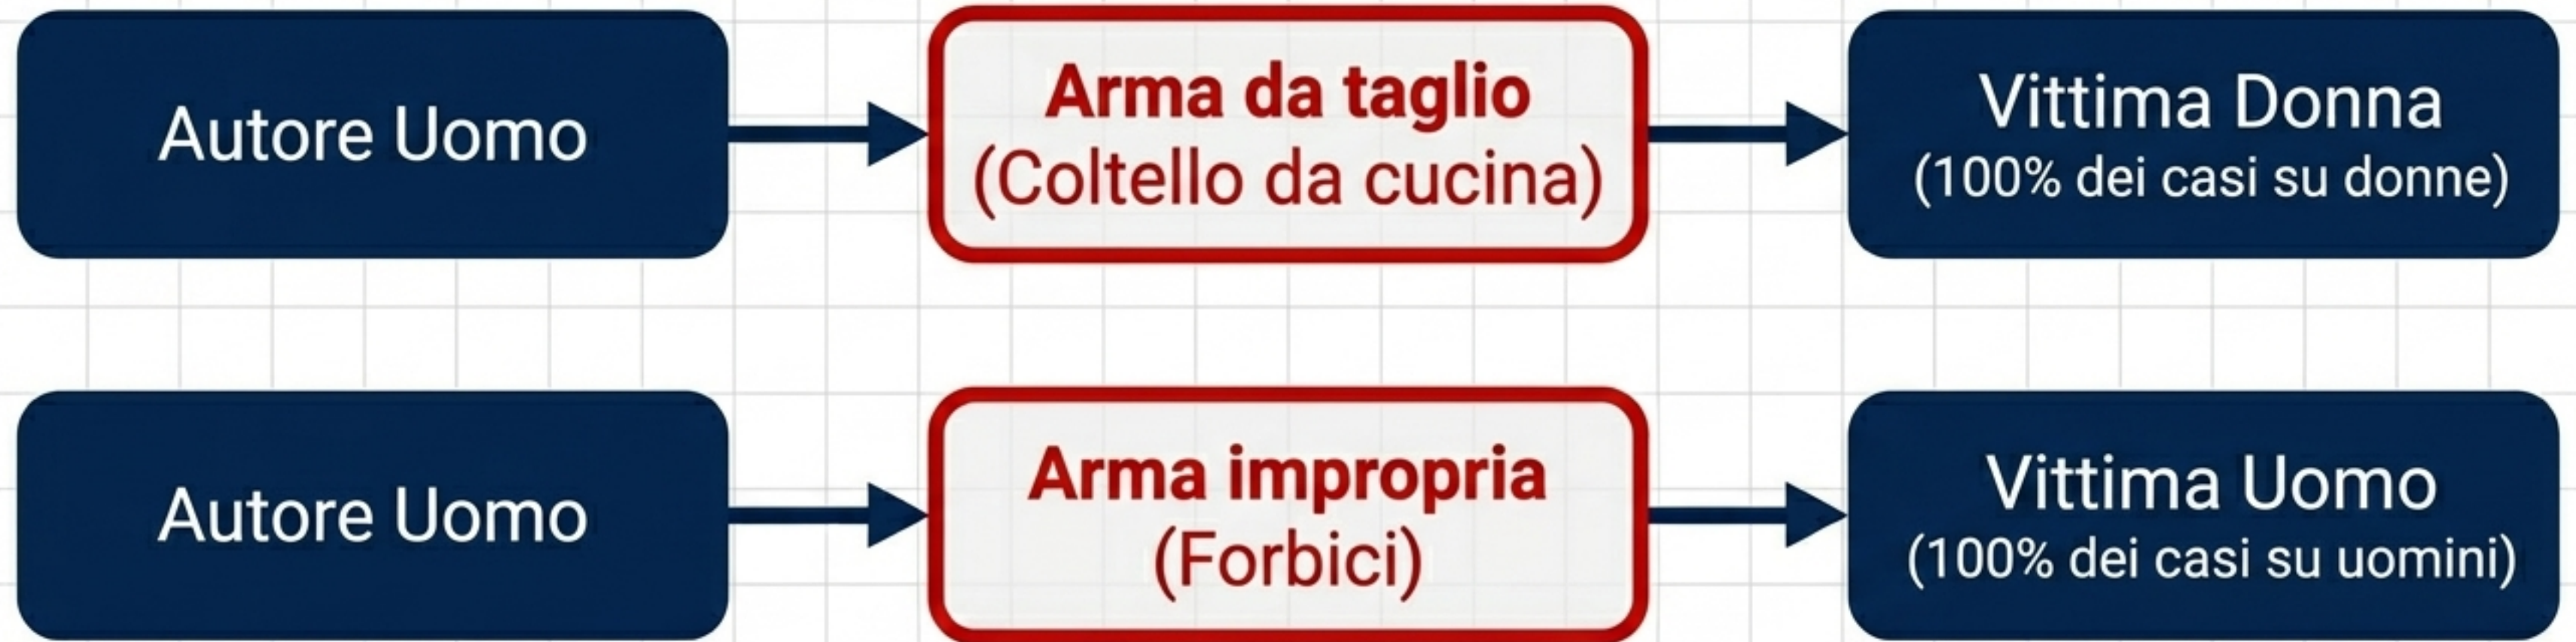 Autore Uomo
Arma da taglio
(Coltello da cucina)
Vittima Donna
(100% dei casi su donne)
Autore Uomo
Arma impropria
(Forbici)
Vittima Uomo
(100% dei casi su uomini)